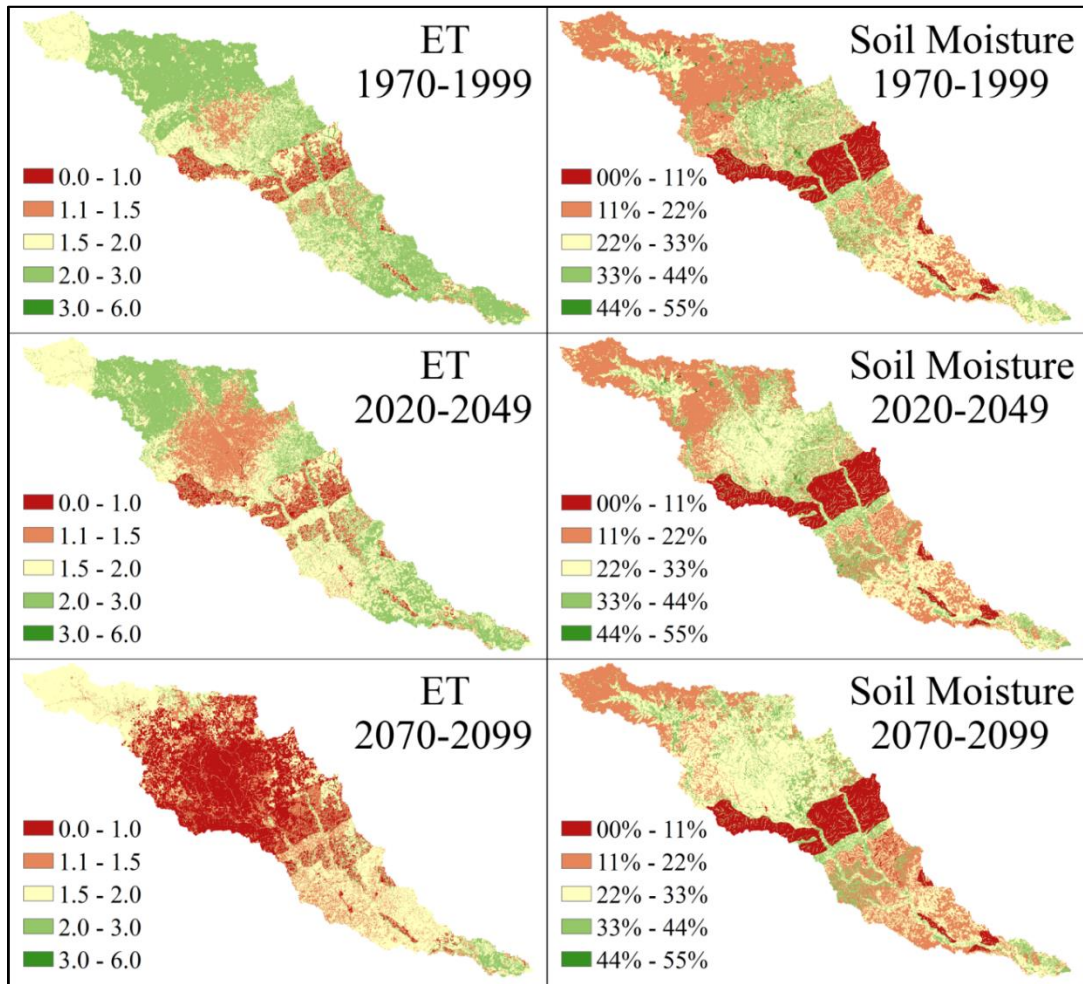 ET
1970-1999
0.0 - 1.0
1.1 - 1.5
1.5 - 2.0
2.0 - 3.0
3.0 - 6.0
Soil Moisture
1970-1999
00% - 11%
11% - 22%
22% - 33%
33% - 44%
44% - 55%
ET
2020-2049
0.0 - 1.0
1.1 - 1.5
1.5 - 2.0
2.0 - 3.0
3.0 - 6.0
Soil Moisture
2020-2049
00% - 11%
11% - 22%
22% - 33%
33% - 44%
44% - 55%
ET
2070-2099
0.0 - 1.0
1.1 - 1.5
1.5 - 2.0
2.0 - 3.0
3.0 - 6.0
Soil Moisture
2070-2099
00% - 11%
11% - 22%
22% - 33%
33% - 44%
44% - 55%